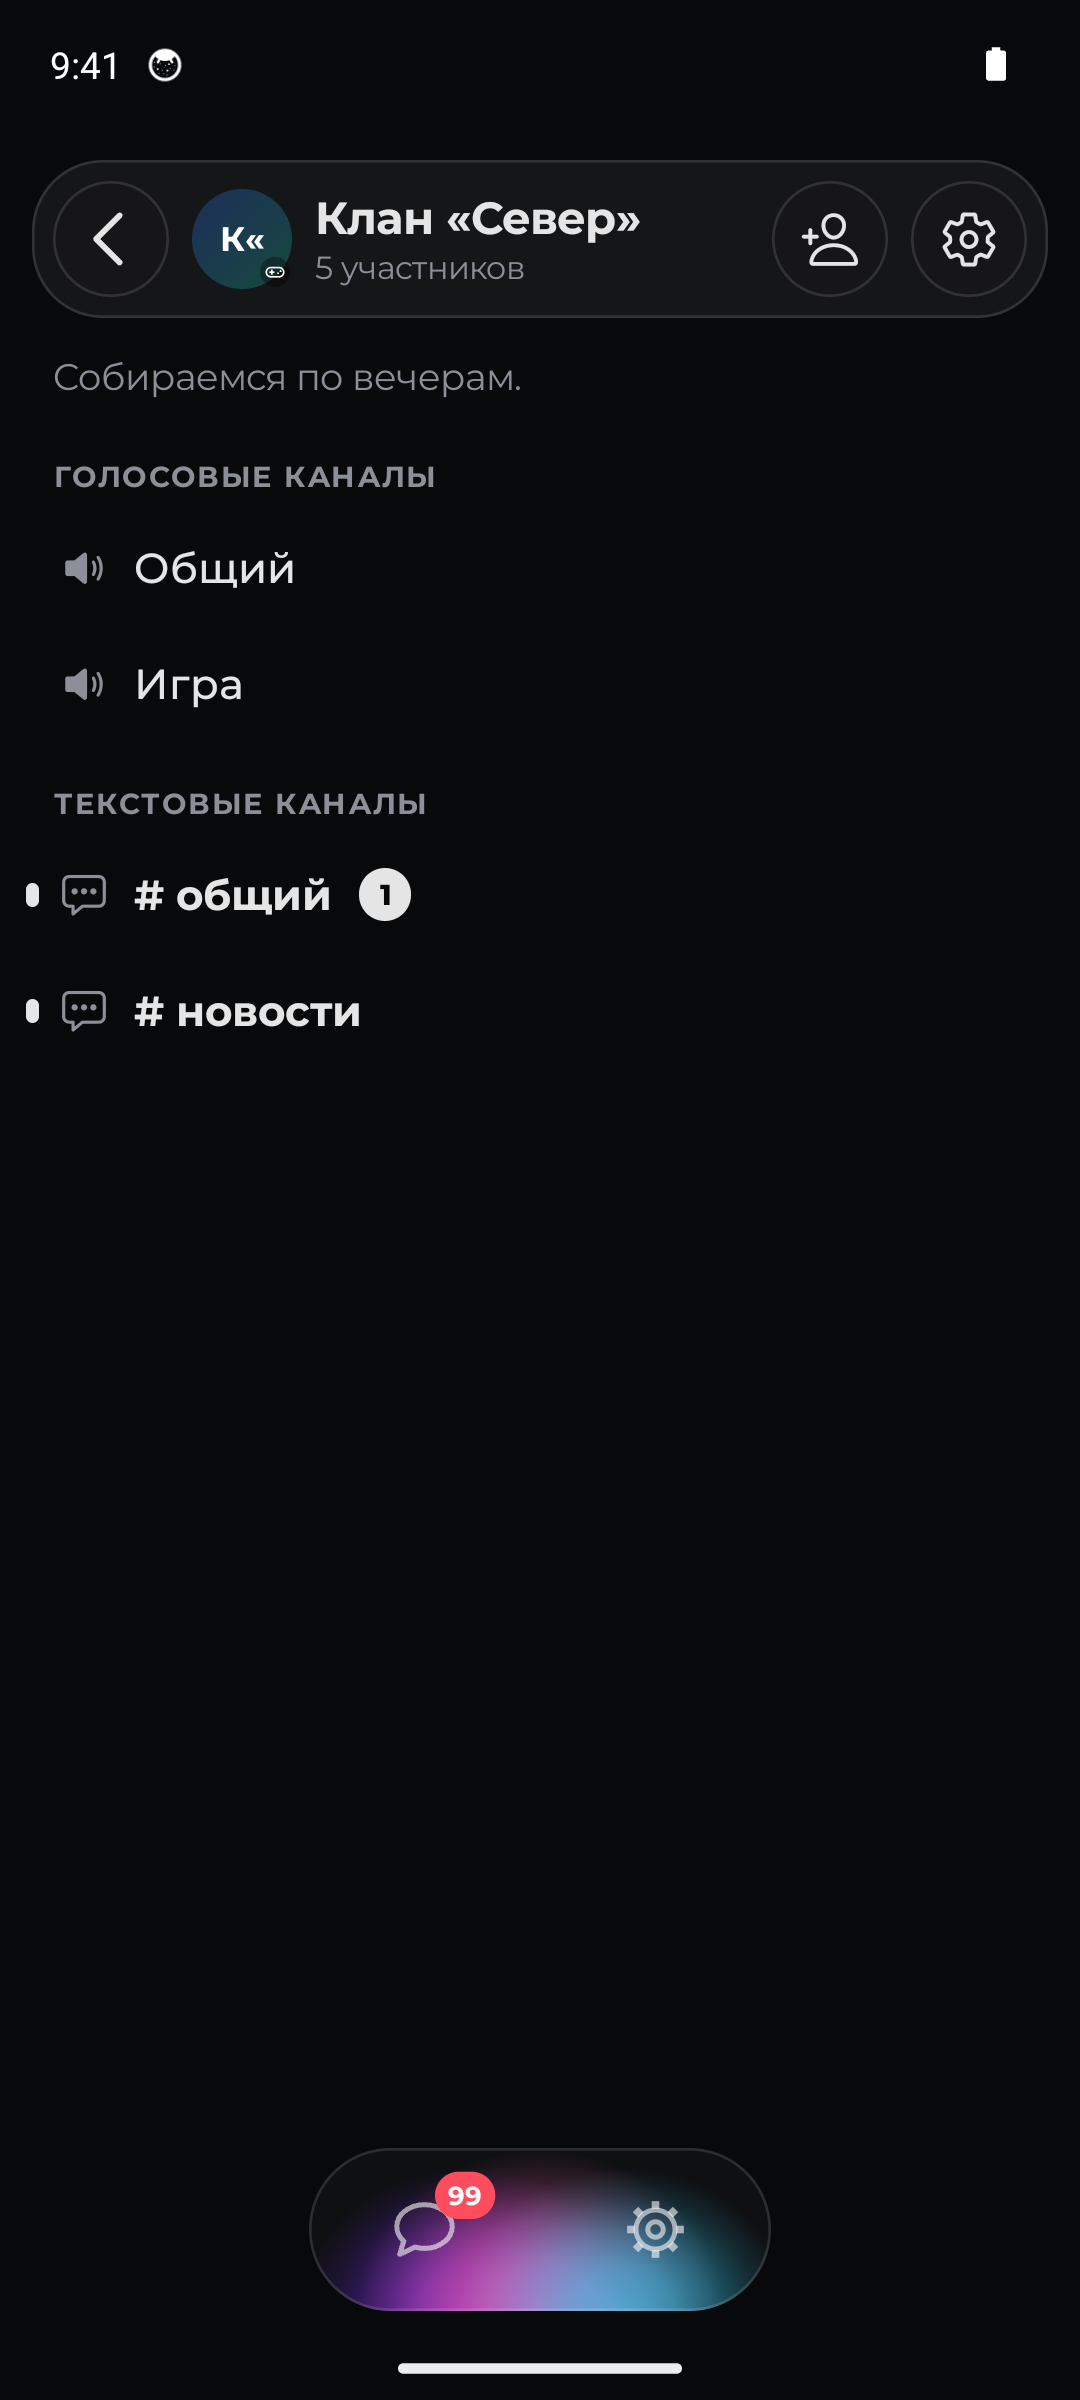 9:41
К«
Клан «Север»
5 участников
Собираемся по вечерам.
ГОЛОСОВЫЕ КАНАЛЫ
Общий
Игра
ТЕКСТОВЫЕ КАНАЛЫ
# общий 1
# новости
99